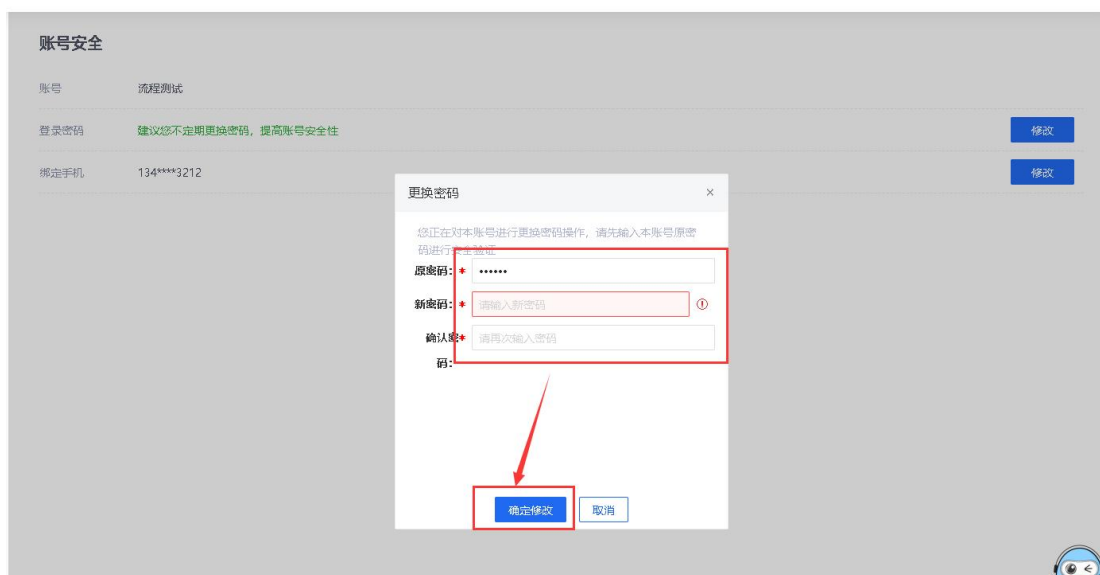 账号安全
账号 流程测试
登录密码 建议您不定期更换密码，提高账号安全性 修改
绑定手机 134****3212 修改
更换密码 ×
您正在对本账号进行更换密码操作，请先输入本账号原密
码进行安全验证
原密码：* ••••••
新密码：* 请输入新密码
确认密* 请再次输入密码
码：
确定修改 取消